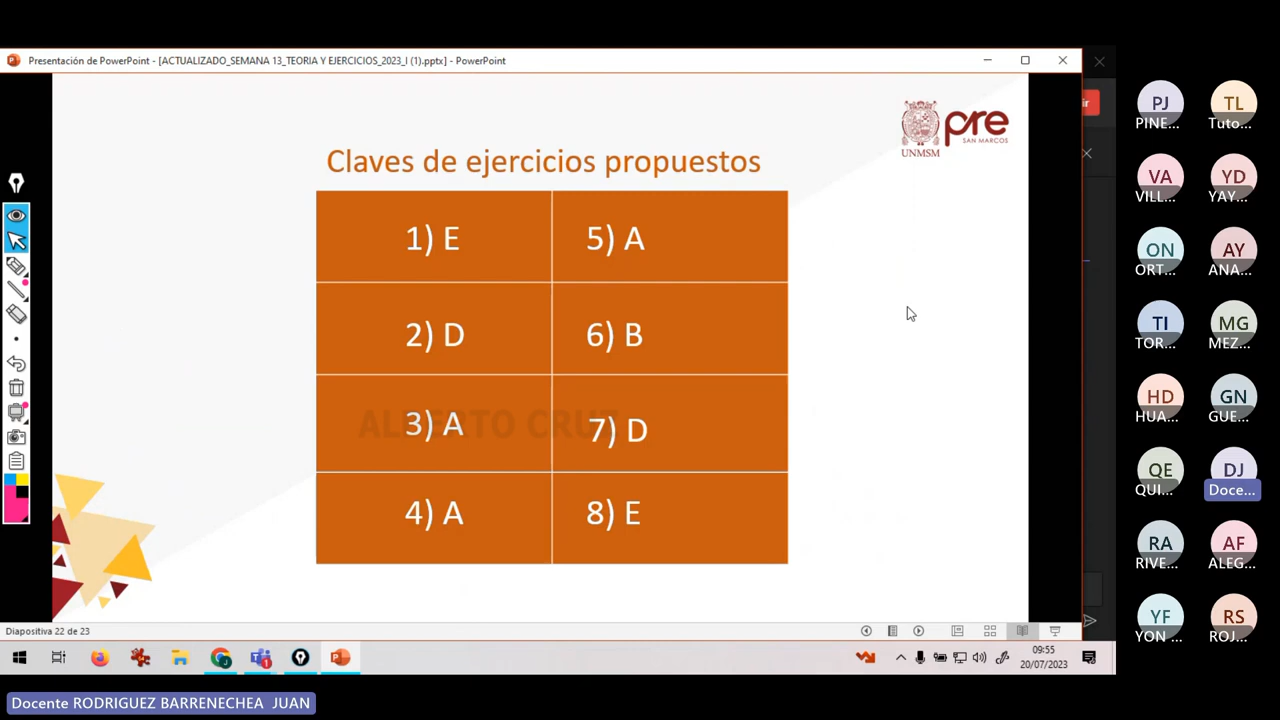 Presentación de PowerPoint - [ACTUALIZADO_SEMANA 13_TEORIA Y EJERCICIOS_2023_I (1).pptx] - PowerPoint
ir
UNMSM
pre
SAN MARCOS
Claves de ejercicios propuestos
1) E
5) A
2) D
6) B
3) A
7) D
4) A
8) E
ALBERTO CRUZ
Diapositiva 22 de 23
09:55
20/07/2023
PJ
PINE...
TL
Tuto...
VA
VILL...
YD
YAY...
ON
ORT...
AY
ANA...
TI
TOR...
MG
MEZ...
HD
HUA...
GN
GUE...
QE
QUI...
DJ
Doce...
RA
RIVE...
AF
ALEG...
YF
YON ...
RS
ROJ...
Docente RODRIGUEZ BARRENECHEA JUAN